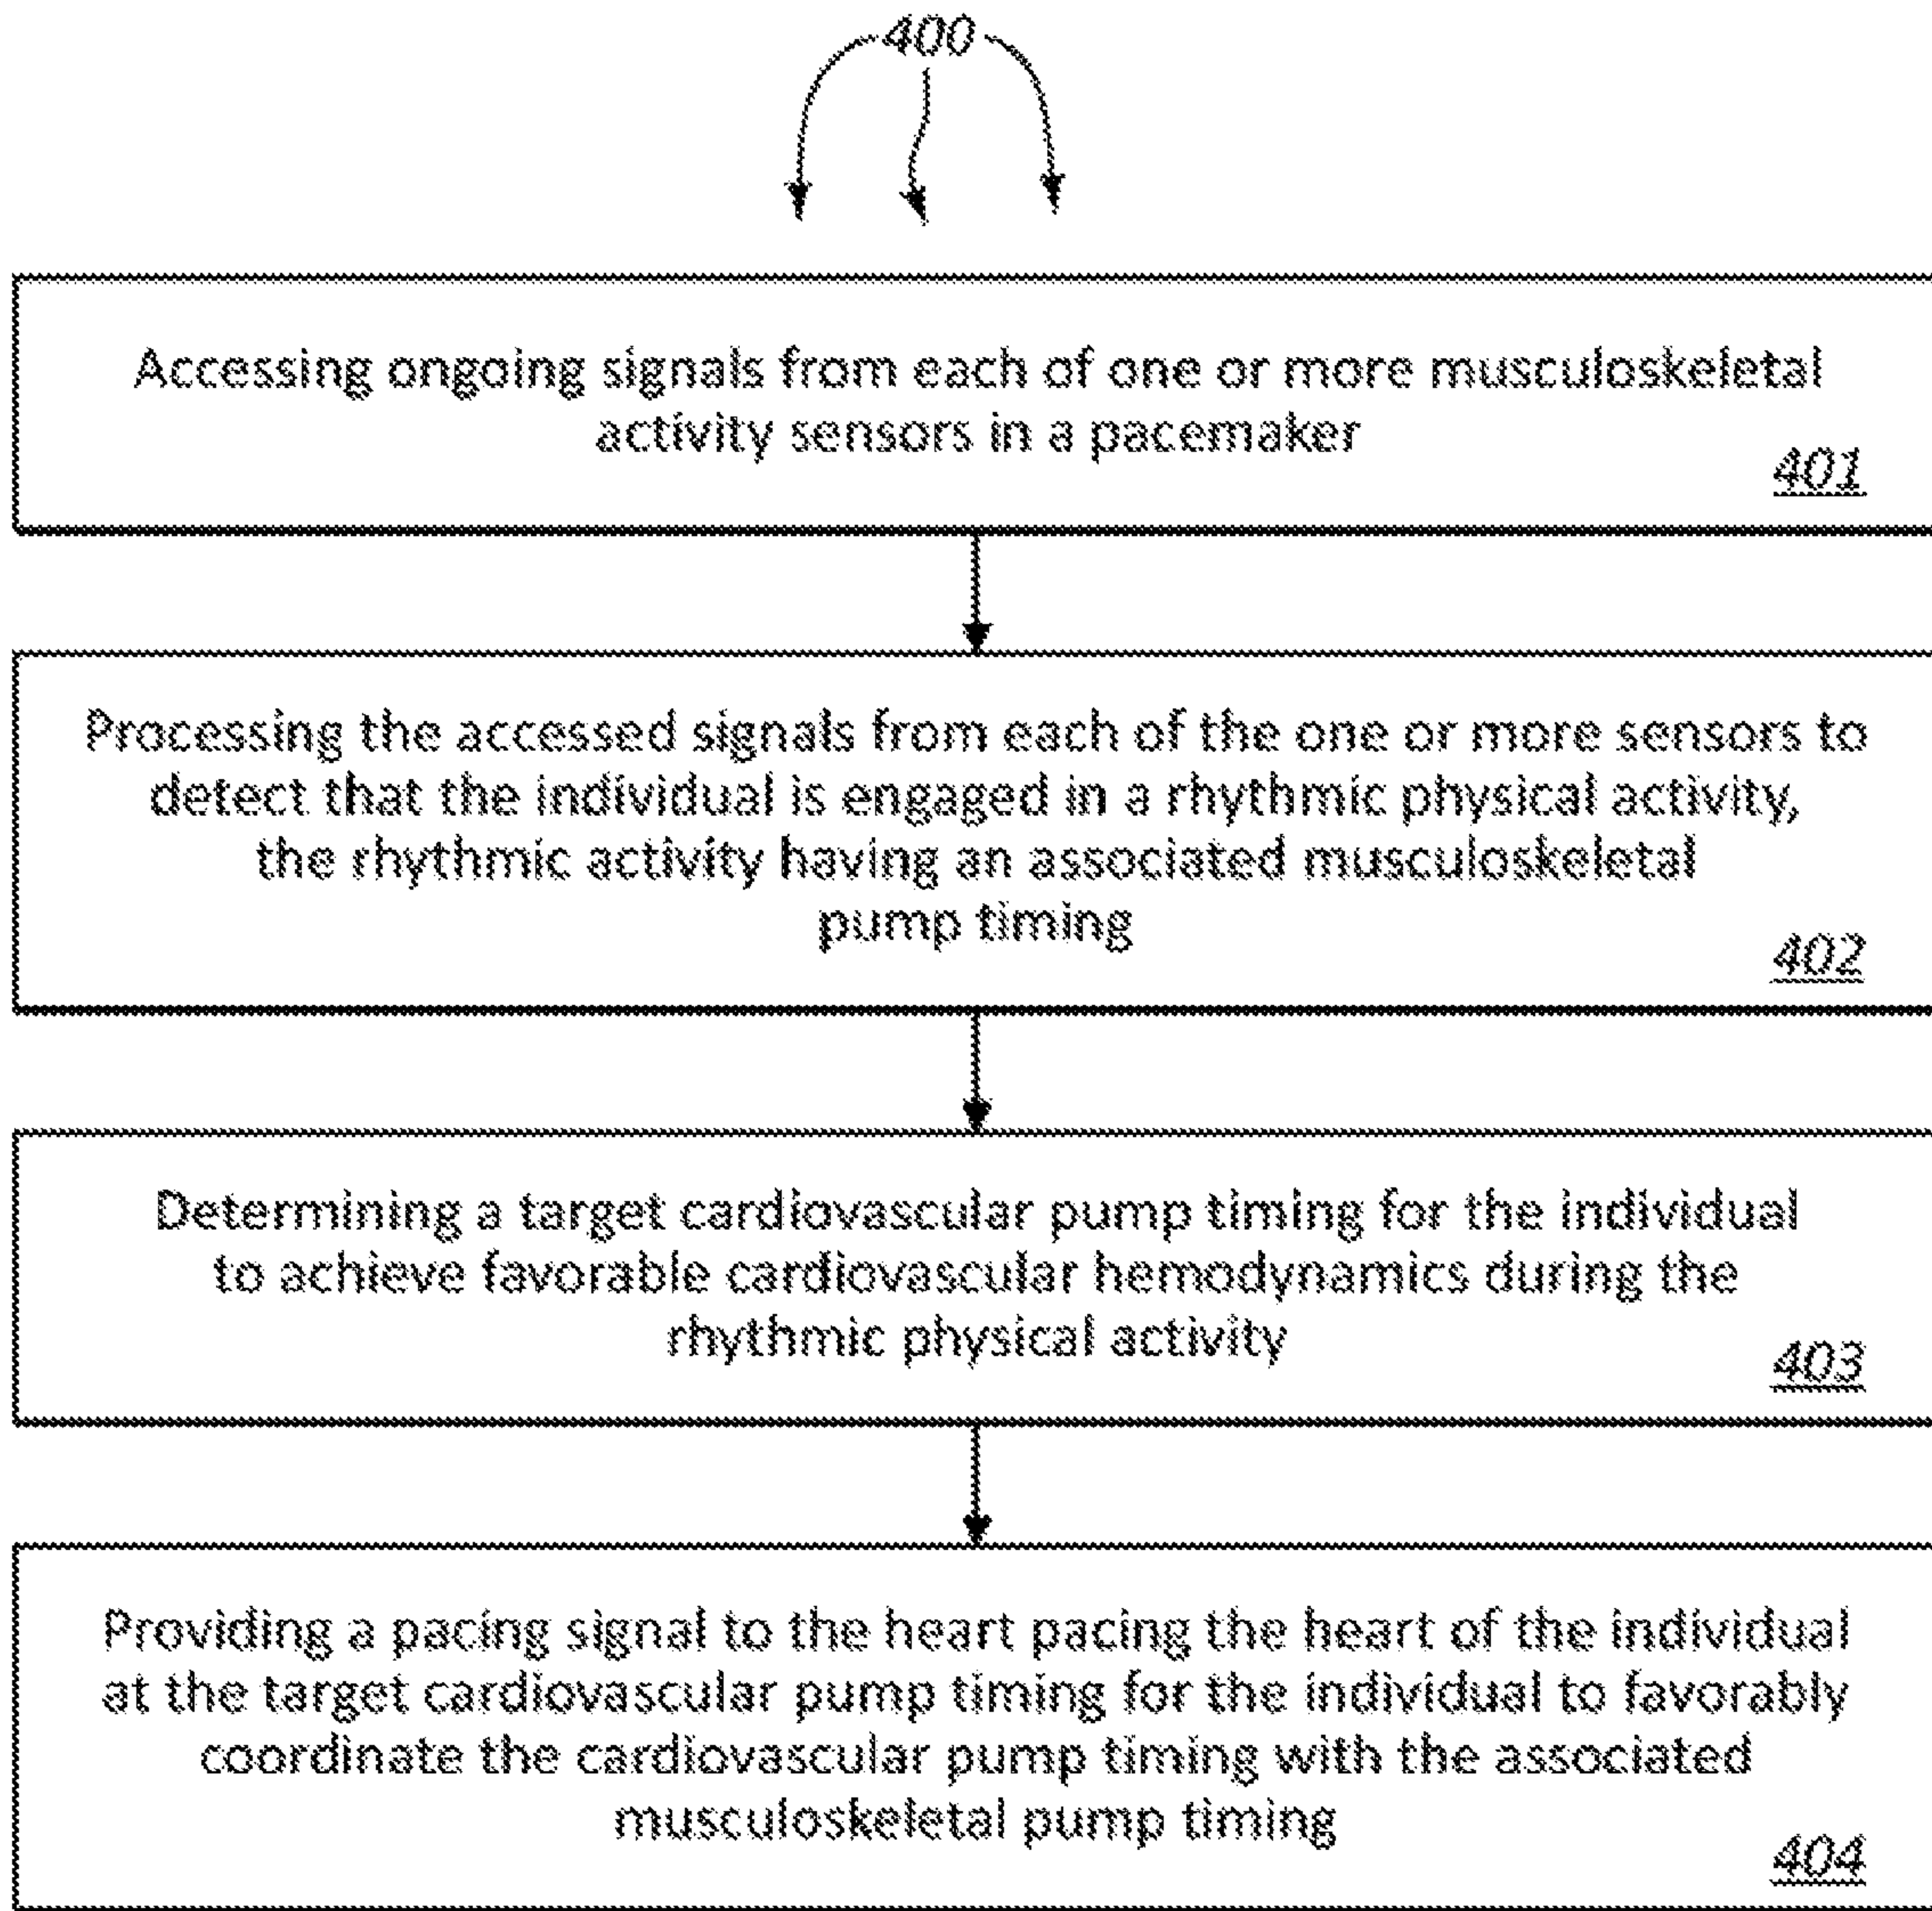 400
Accessing ongoing signals from each of one or more musculoskeletal
activity sensors in a pacemaker
401
Processing the accessed signals from each of the one or more sensors to
detect that the individual is engaged in a rhythmic physical activity,
the rhythmic activity having an associated musculoskeletal
pump timing
402
Determining a target cardiovascular pump timing for the individual
to achieve favorable cardiovascular hemodynamics during the
rhythmic physical activity
403
Providing a pacing signal to the heart pacing the heart of the individual
at the target cardiovascular pump timing for the individual to favorably
coordinate the cardiovascular pump timing with the associated
musculoskeletal pump timing
404